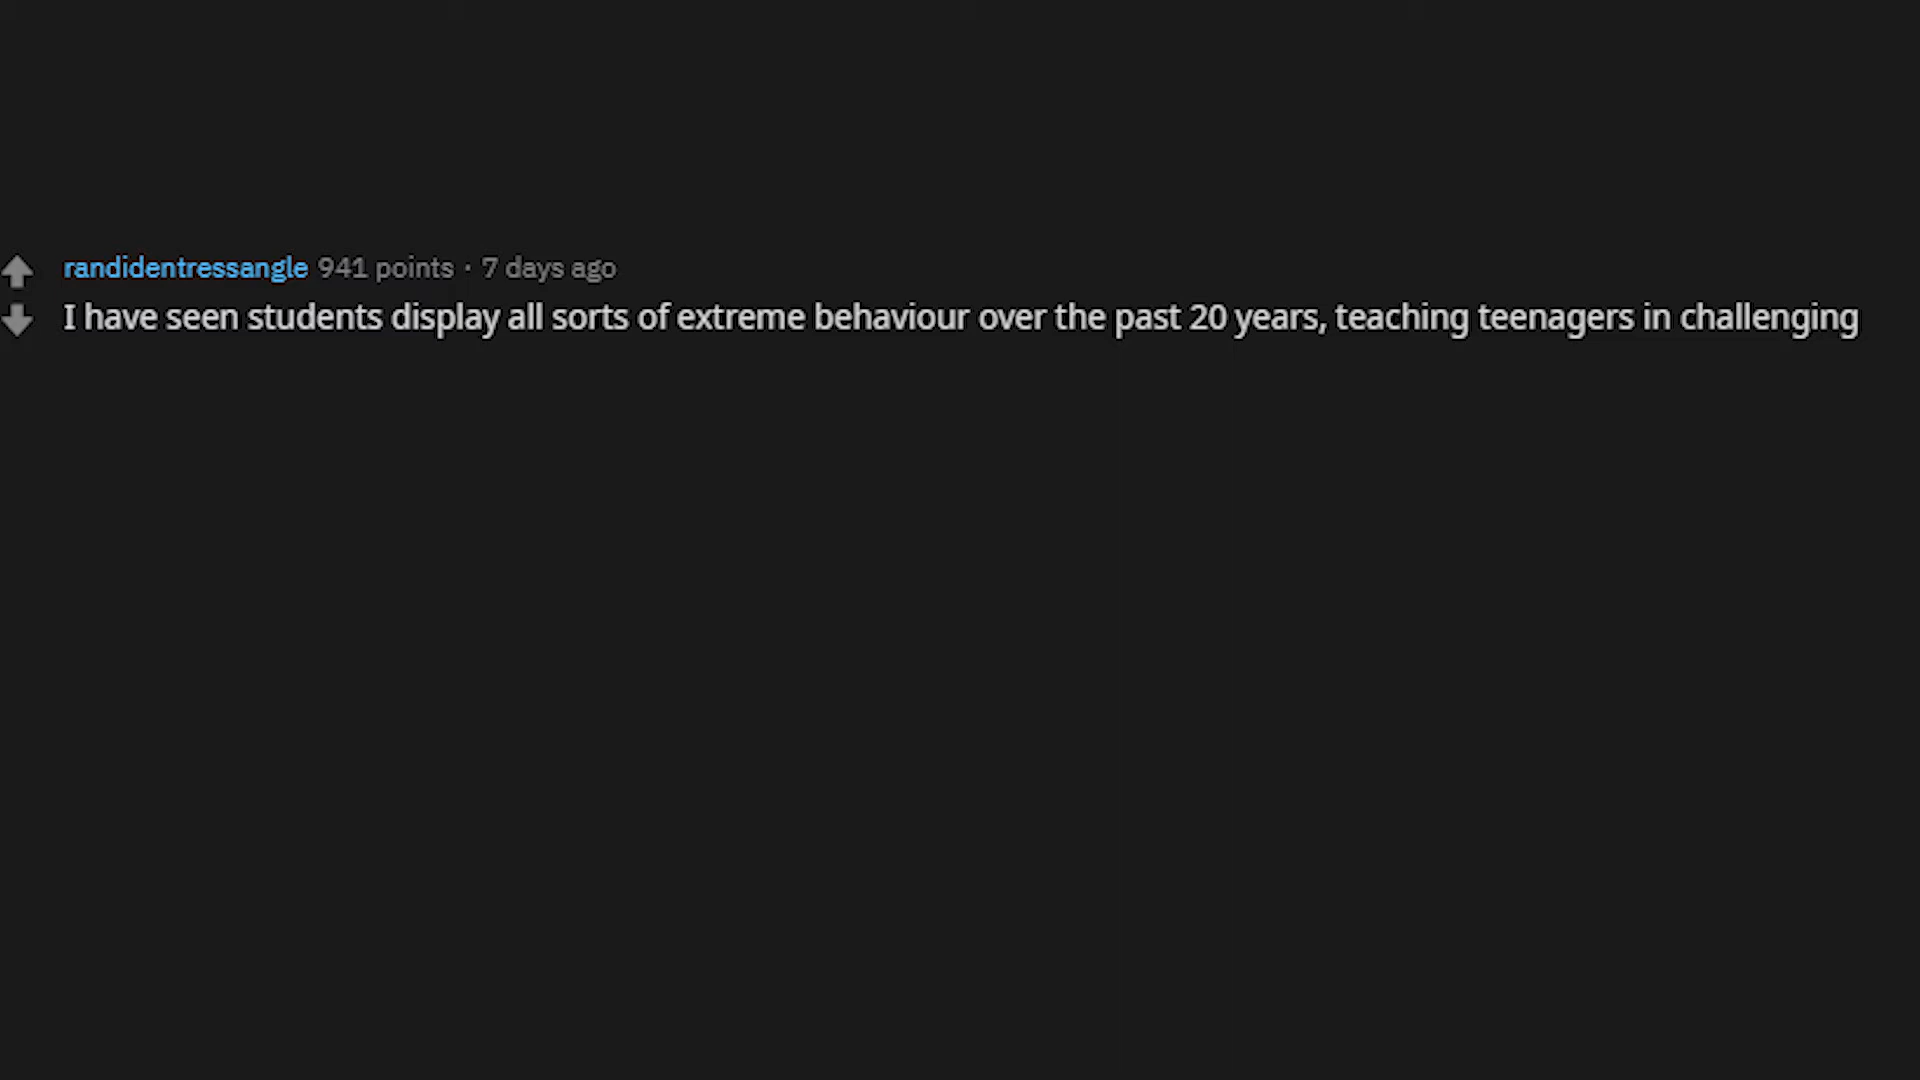 randidentressangle 941 points · 7 days ago
I have seen students display all sorts of extreme behaviour over the past 20 years, teaching teenagers in challenging